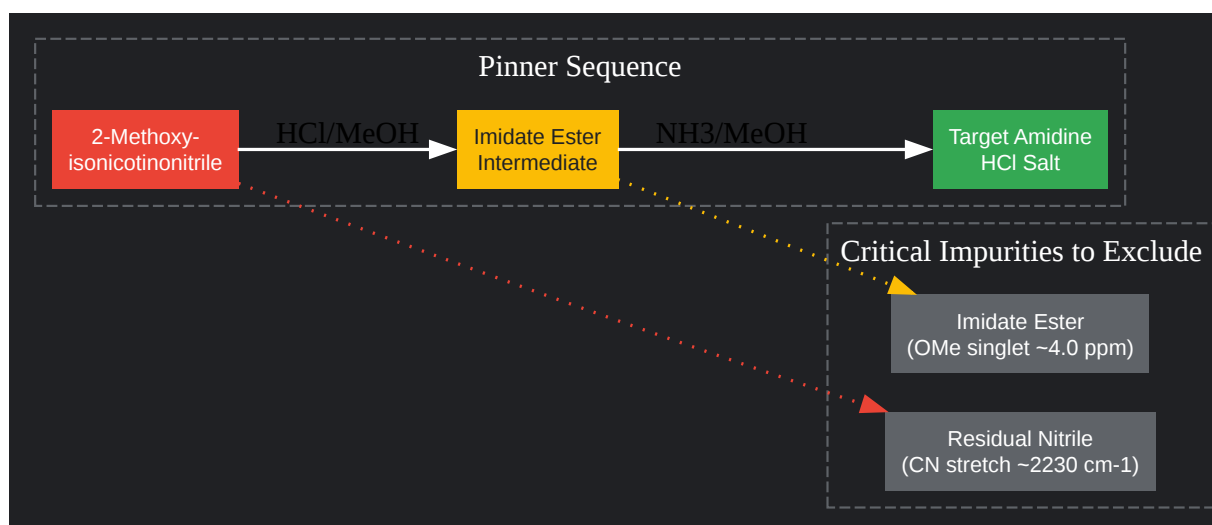 Pinner Sequence
2-Methoxy-
isonicotinonitrile
HCl/MeOH
Imidate Ester
Intermediate
NH3/MeOH
Target Amidine
HCl Salt
Critical Impurities to Exclude
Imidate Ester
(OMe singlet ~4.0 ppm)
Residual Nitrile
(CN stretch ~2230 cm-1)